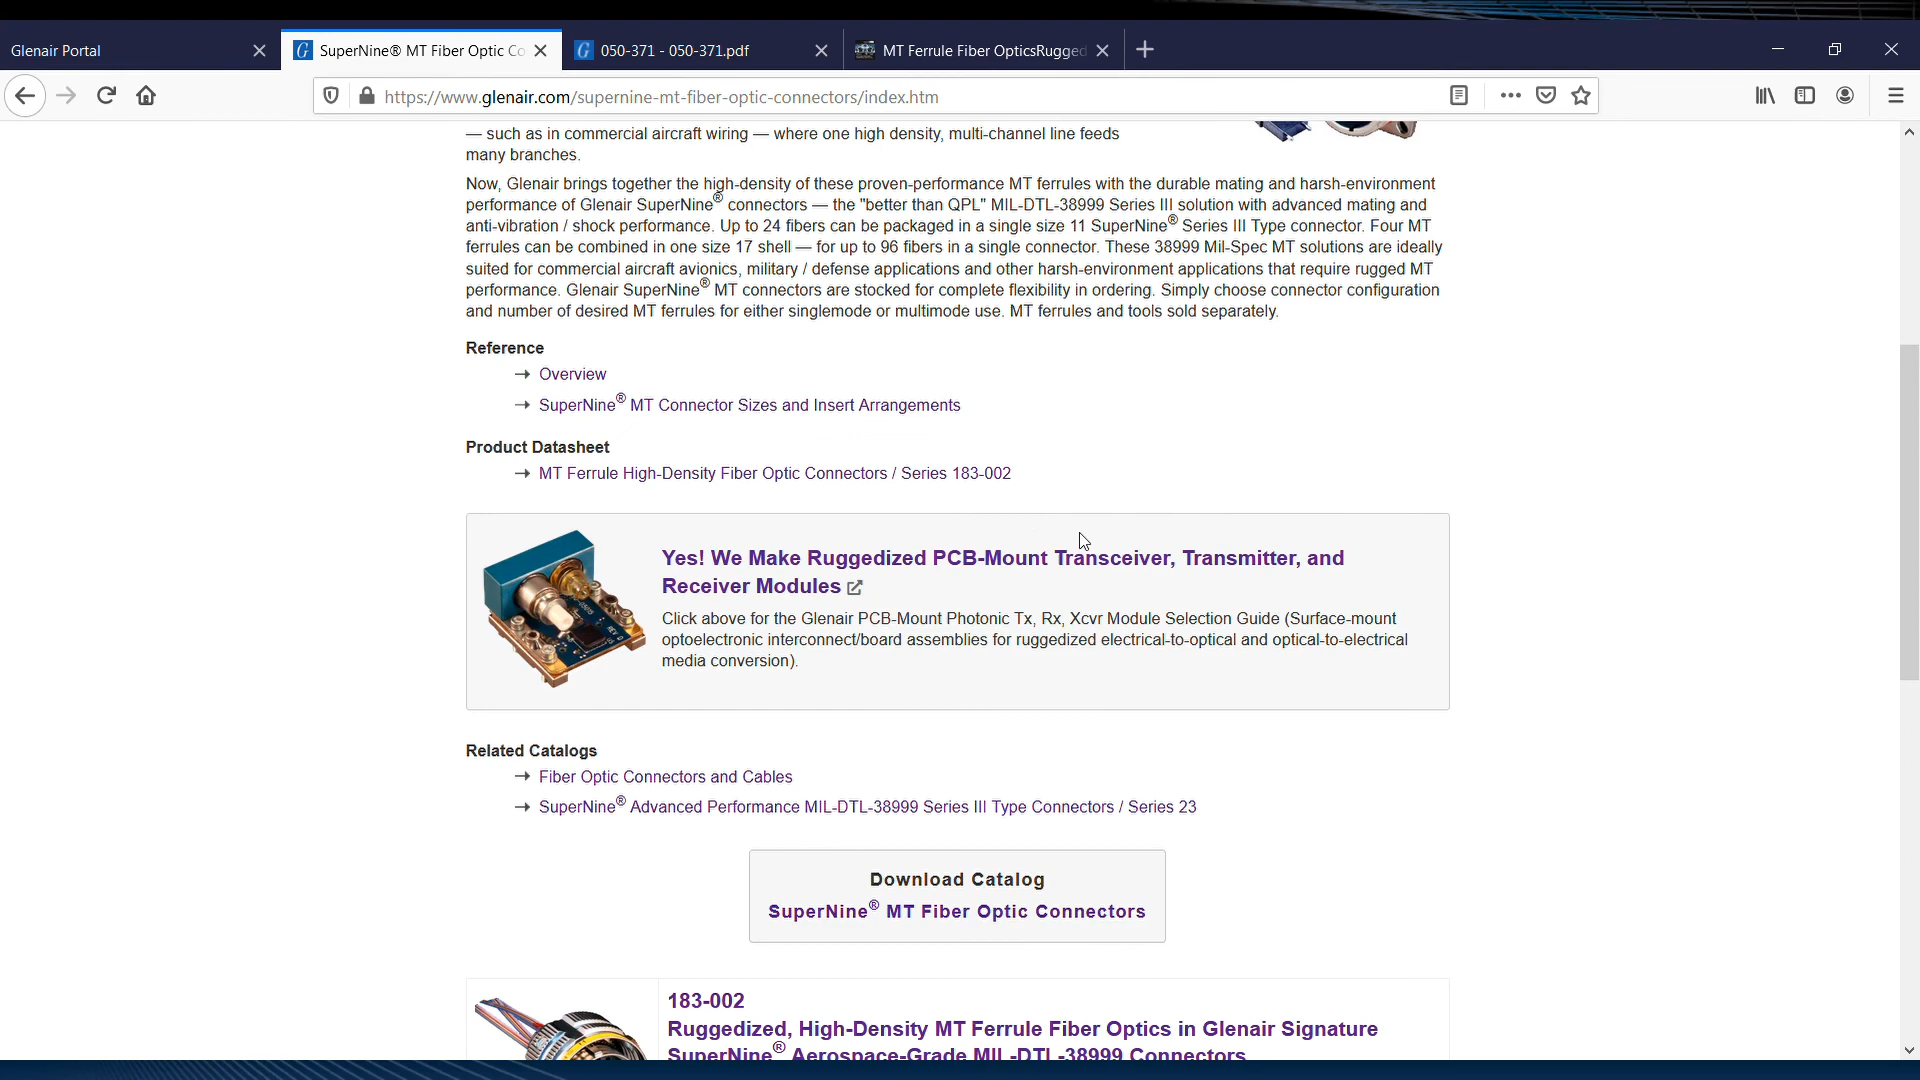 Glenair Portal
SuperNine® MT Fiber Optic Co
050-371 - 050-371.pdf
MT Ferrule Fiber OpticsRugged
https://www.glenair.com/supernine-mt-fiber-optic-connectors/index.htm
— such as in commercial aircraft wiring — where one high density, multi-channel line feeds
many branches.
Now, Glenair brings together the high-density of these proven-performance MT ferrules with the durable mating and harsh-environment
performance of Glenair SuperNine® connectors — the "better than QPL" MIL-DTL-38999 Series III solution with advanced mating and
anti-vibration / shock performance. Up to 24 fibers can be packaged in a single size 11 SuperNine® Series III Type connector. Four MT
ferrules can be combined in one size 17 shell — for up to 96 fibers in a single connector. These 38999 Mil-Spec MT solutions are ideally
suited for commercial aircraft avionics, military / defense applications and other harsh-environment applications that require rugged MT
performance. Glenair SuperNine® MT connectors are stocked for complete flexibility in ordering. Simply choose connector configuration
and number of desired MT ferrules for either singlemode or multimode use. MT ferrules and tools sold separately.
Reference
→ Overview
→ SuperNine® MT Connector Sizes and Insert Arrangements
Product Datasheet
→ MT Ferrule High-Density Fiber Optic Connectors / Series 183-002
Yes! We Make Ruggedized PCB-Mount Transceiver, Transmitter, and
Receiver Modules
Click above for the Glenair PCB-Mount Photonic Tx, Rx, Xcvr Module Selection Guide (Surface-mount
optoelectronic interconnect/board assemblies for ruggedized electrical-to-optical and optical-to-electrical
media conversion).
Related Catalogs
→ Fiber Optic Connectors and Cables
→ SuperNine® Advanced Performance MIL-DTL-38999 Series III Type Connectors / Series 23
Download Catalog
SuperNine® MT Fiber Optic Connectors
183-002
Ruggedized, High-Density MT Ferrule Fiber Optics in Glenair Signature
SuperNine® Aerospace-Grade MIL-DTL-38999 Connectors